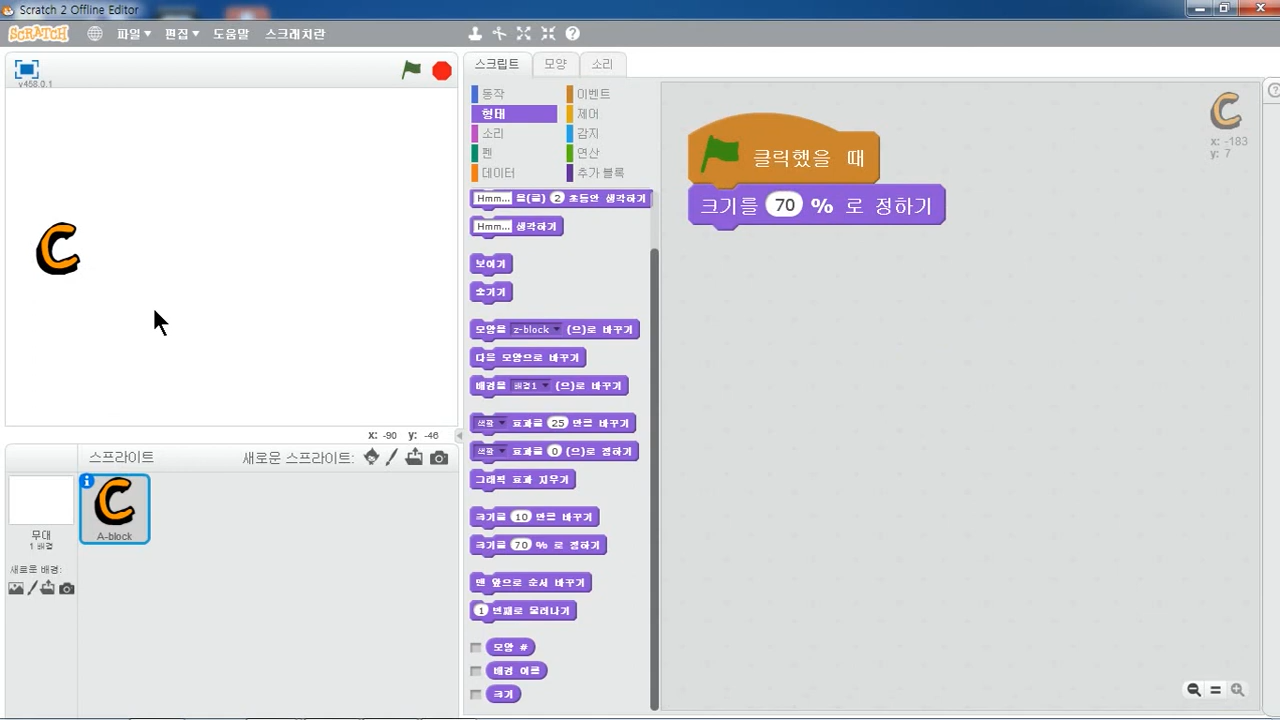 Scratch 2 Offline Editor
SCRATCH 파일 편집 도움말 스크래치란
v458.0.1
스크립트 모양 소리
동작 이벤트
형태 제어
소리 감지
펜 연산
데이터 추가 블록
Hmm... 을(를) 2 초동안 생각하기
Hmm... 생각하기
보이기
숨기기
모양을 z-block (으)로 바꾸기
다음 모양으로 바꾸기
배경을 배경1 (으)로 바꾸기
색깔 효과를 25 만큼 바꾸기
색깔 효과를 0 (으)로 정하기
그래픽 효과 지우기
크기를 10 만큼 바꾸기
크기를 70 % 로 정하기
맨 앞으로 순서 바꾸기
1 번째로 물러나기
모양 #
배경 이름
크기
클릭했을 때
크기를 70 % 로 정하기
C
x: -183
y: 7
C
x: -90 y: -46
스프라이트 새로운 스프라이트:
C
A-block
무대
1 배경
새로운 배경: